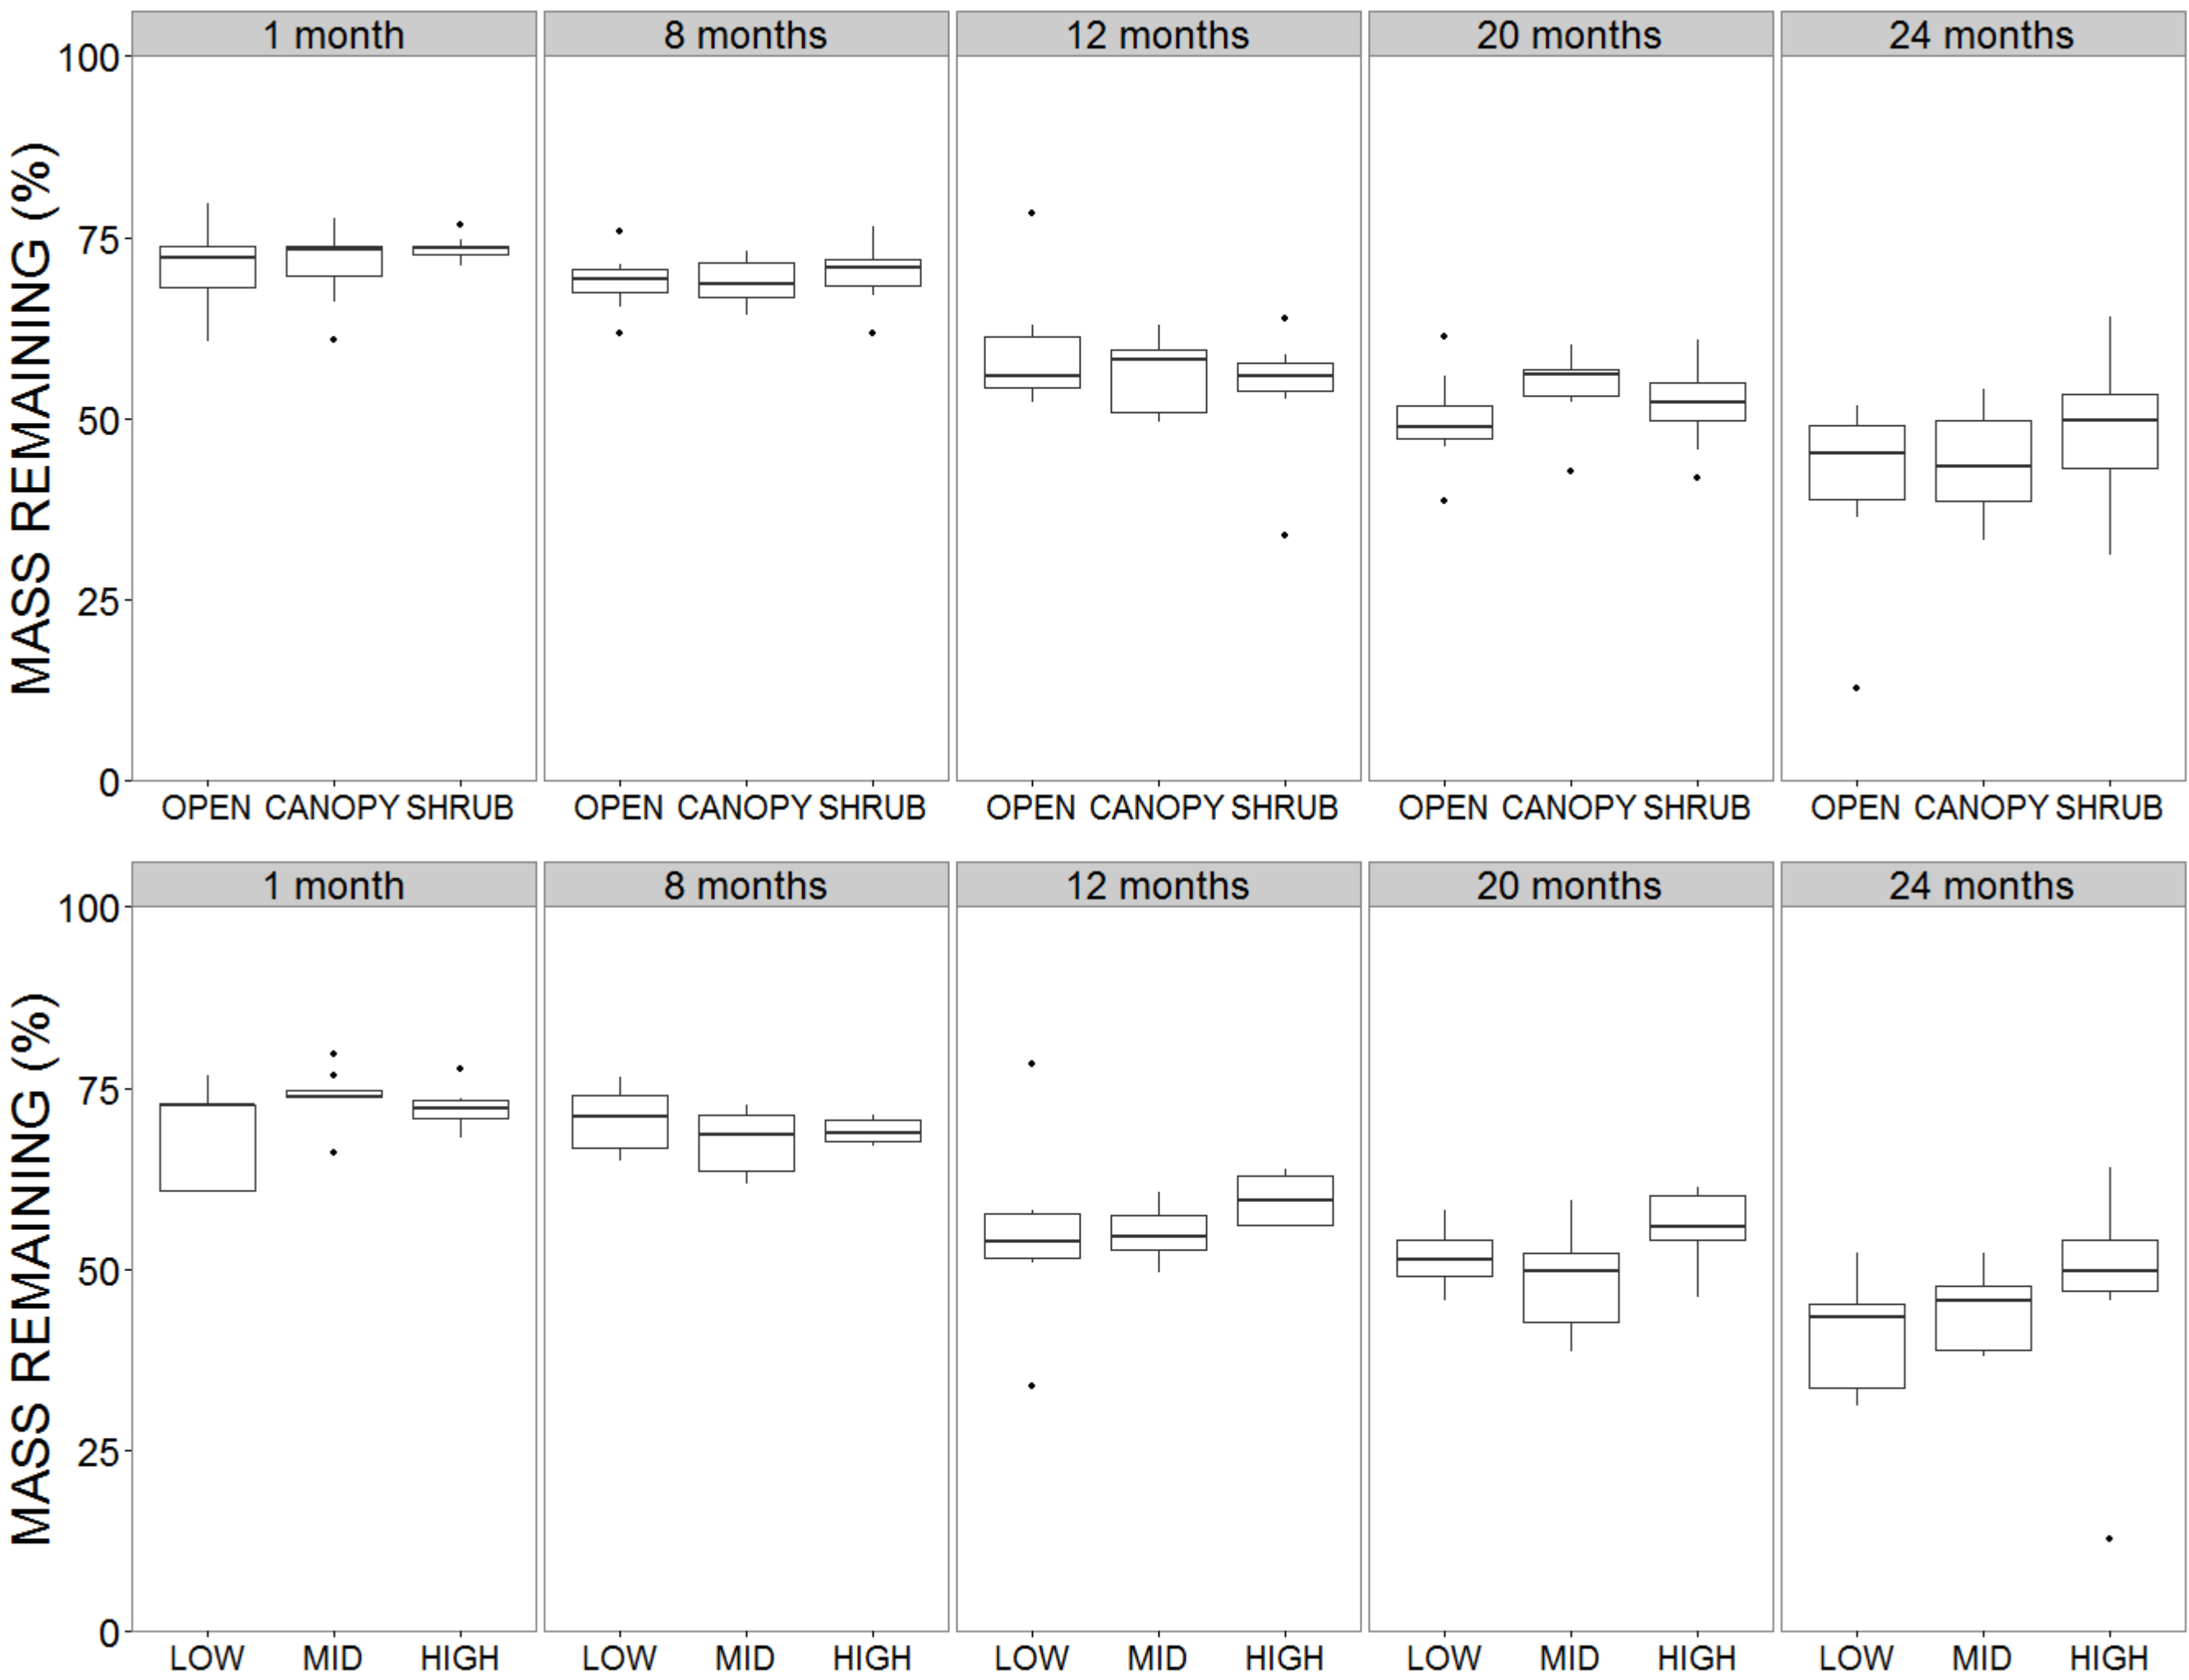 1 month 8 months 12 months 20 months 24 months
100
75
50
25
0
MASS REMAINING (%)
OPEN CANOPY SHRUB OPEN CANOPY SHRUB OPEN CANOPY SHRUB OPEN CANOPY SHRUB OPEN CANOPY SHRUB
1 month 8 months 12 months 20 months 24 months
100
75
50
25
0
MASS REMAINING (%)
LOW MID HIGH LOW MID HIGH LOW MID HIGH LOW MID HIGH LOW MID HIGH